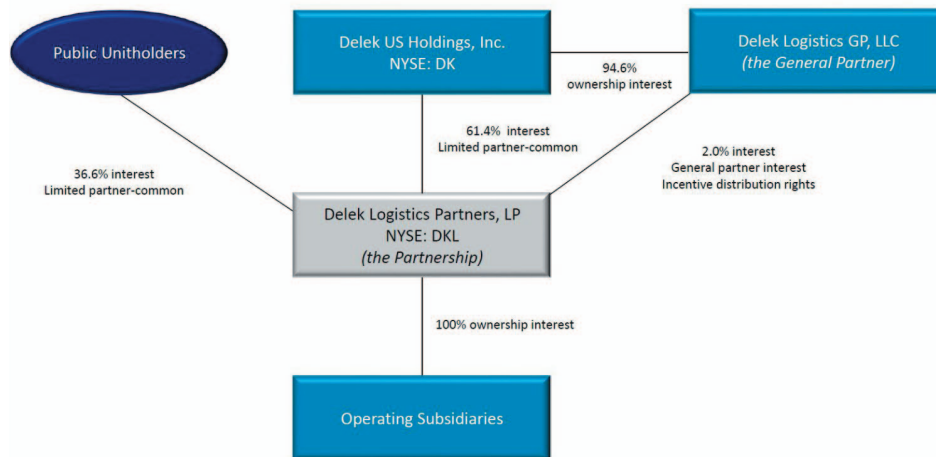 Public Unitholders
Delek US Holdings, Inc.
NYSE: DK
Delek Logistics GP, LLC
(the General Partner)
94.6%
ownership interest
61.4% interest
Limited partner-common
2.0% interest
General partner interest
Incentive distribution rights
36.6% interest
Limited partner-common
Delek Logistics Partners, LP
NYSE: DKL
(the Partnership)
100% ownership interest
Operating Subsidiaries